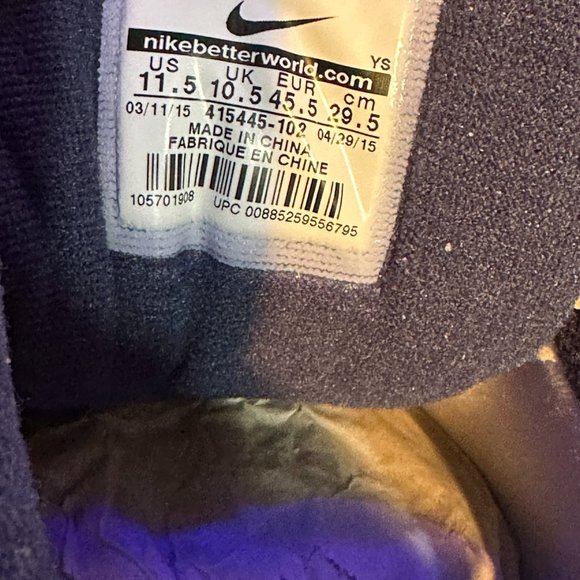 nikebetterworld.com YS
US UK EUR cm
11.5 10.5 45.5 29.5
03/11/15 415445-102 04/29/15
MADE IN CHINA
FABRIQUE EN CHINE
105701908 UPC 00885259556795